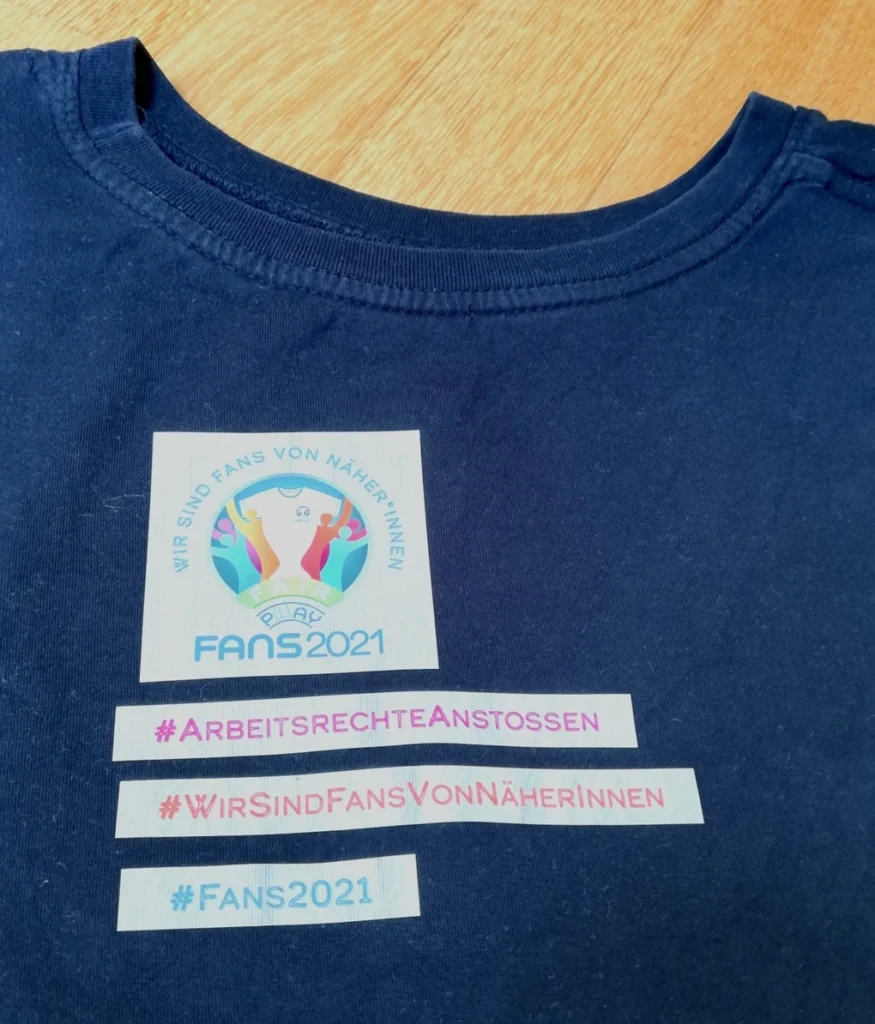 WIR SIND FANS VON NÄHER*INNEN
FAIR
PLAY
FANS2021
#ARBEITSRECHTEANSTOSSEN
#WIRSINDFANSVONNÄHERINNEN
#FANS2021